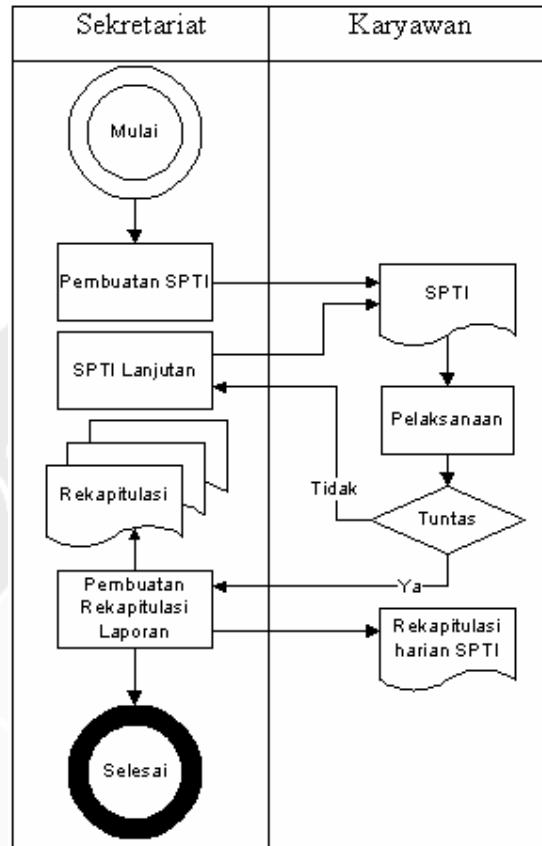 Sekretariat
Karyawan
Mulai
Pembuatan SPTI
SPTI
SPTI Lanjutan
Pelaksanaan
Rekapitulasi
Tidak
Tuntas
Pembuatan
Rekapitulasi
Laporan
Ya
Rekapitulasi
harian SPTI
Selesai